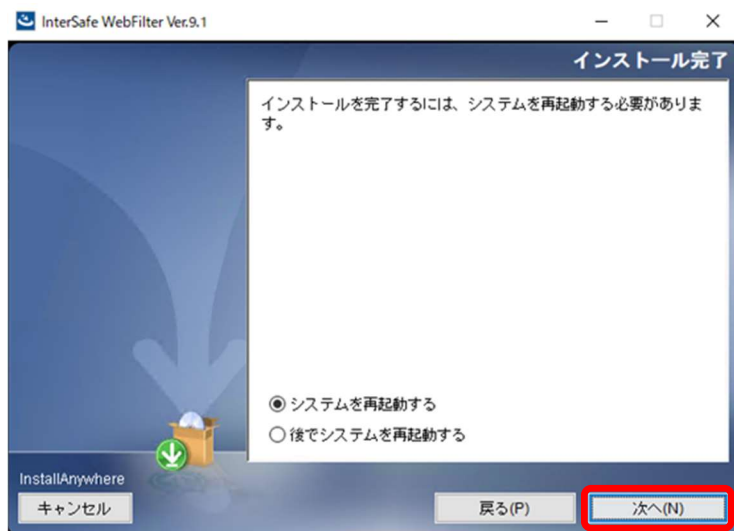 InterSafe WebFilter Ver.9.1
インストール完了
インストールを完了するには、システムを再起動する必要がありま
す。
システムを再起動する
後でシステムを再起動する
InstallAnywhere
キャンセル
戻る(P)
次へ(N)